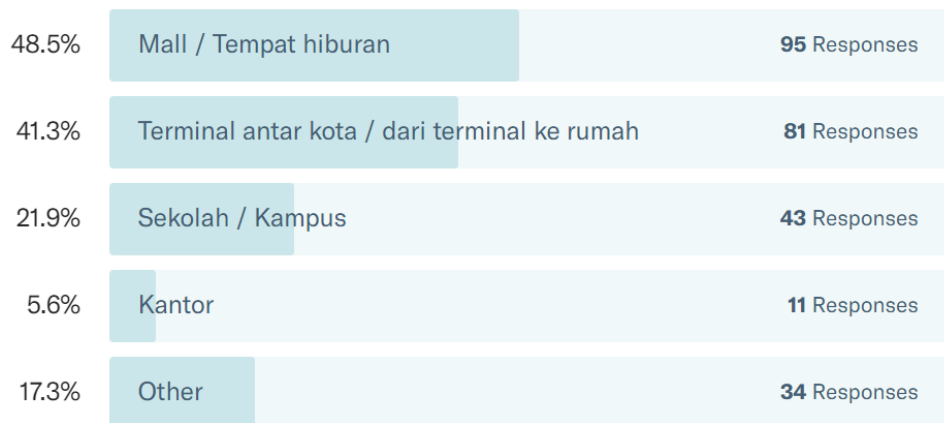 48.5% Mall / Tempat hiburan 95 Responses
41.3% Terminal antar kota / dari terminal ke rumah 81 Responses
21.9% Sekolah / Kampus 43 Responses
5.6% Kantor 11 Responses
17.3% Other 34 Responses